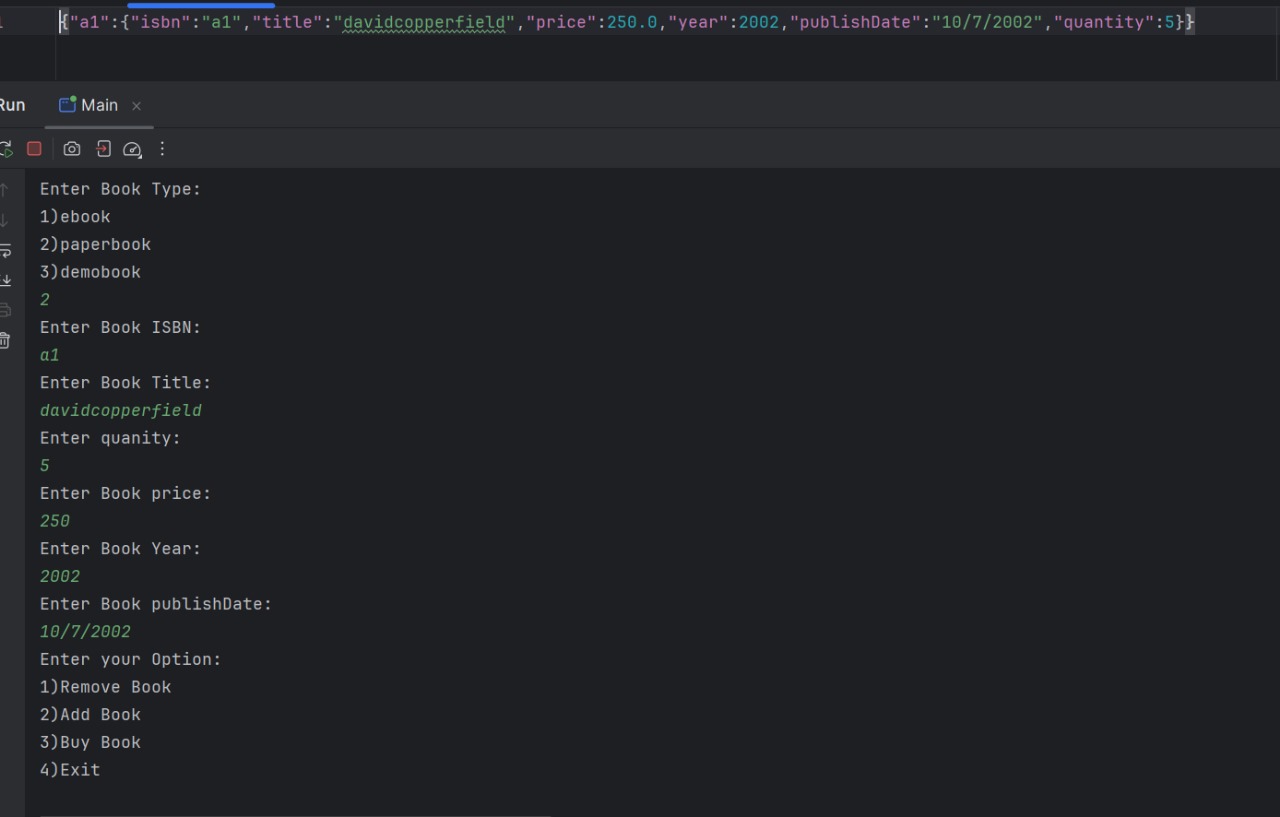 {"a1":{"isbn":"a1","title":"davidcopperfield","price":250.0,"year":2002,"publishDate":"10/7/2002","quantity":5}}
Run Main
Enter Book Type:
1)ebook
2)paperbook
3)demobook
2
Enter Book ISBN:
a1
Enter Book Title:
davidcopperfield
Enter quanity:
5
Enter Book price:
250
Enter Book Year:
2002
Enter Book publishDate:
10/7/2002
Enter your Option:
1)Remove Book
2)Add Book
3)Buy Book
4)Exit